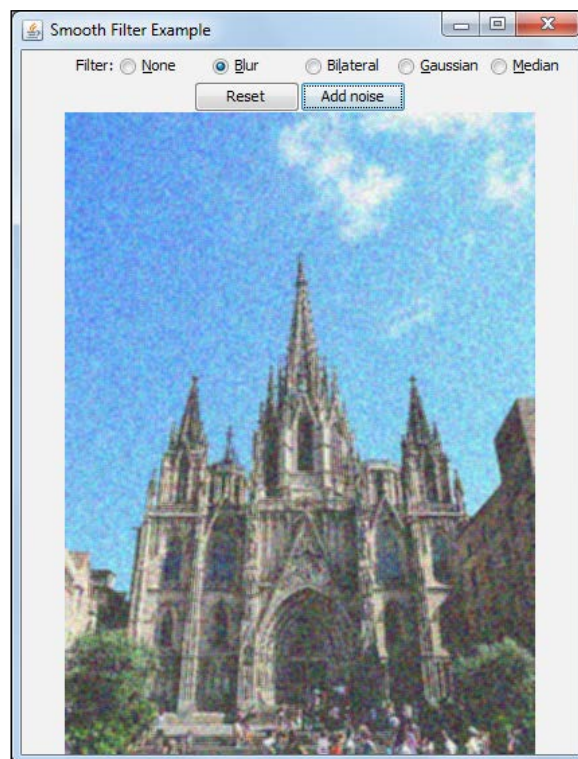 Smooth Filter Example
Filter: None Blur Bilateral Gaussian Median
Reset Add noise